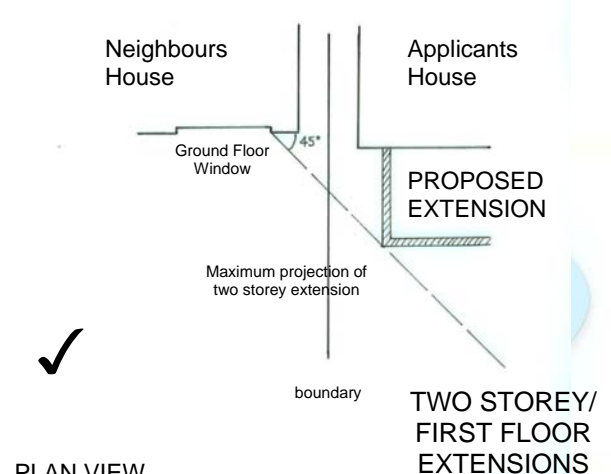 Neighbours
House
Applicants
House
45°
Ground Floor
Window
PROPOSED
EXTENSION
Maximum projection of
two storey extension
boundary
TWO STOREY/
FIRST FLOOR
EXTENSIONS
PLAN VIEW